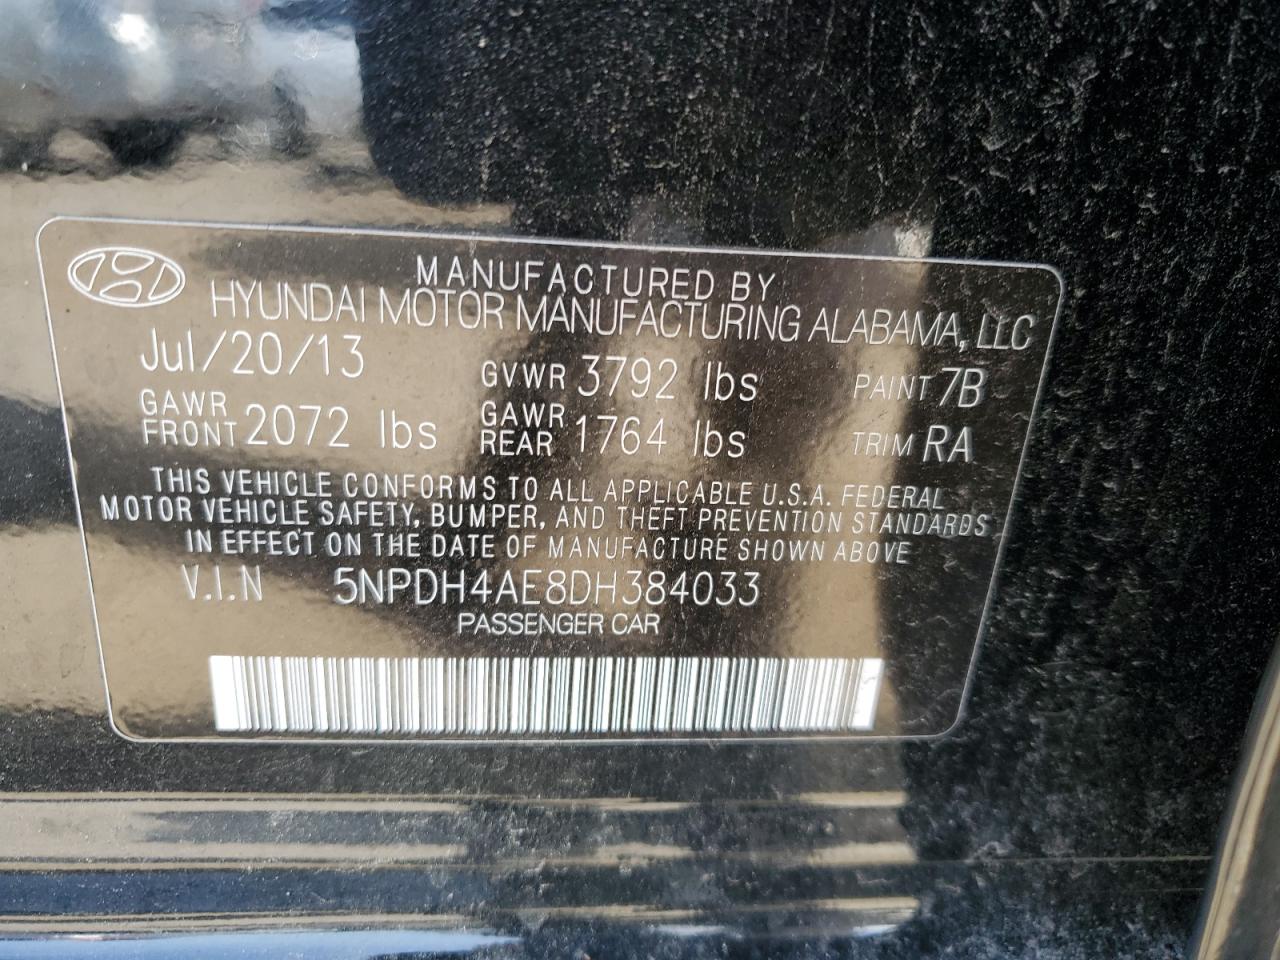 MANUFACTURED BY
HYUNDAI MOTOR MANUFACTURING ALABAMA, LLC
Jul/20/13 GVWR 3792 lbs PAINT 7B
GAWR FRONT 2072 lbs GAWR REAR 1764 lbs TRIM RA
THIS VEHICLE CONFORMS TO ALL APPLICABLE U.S.A. FEDERAL
MOTOR VEHICLE SAFETY, BUMPER, AND THEFT PREVENTION STANDARDS
IN EFFECT ON THE DATE OF MANUFACTURE SHOWN ABOVE
V.I.N 5NPDH4AE8DH384033
PASSENGER CAR